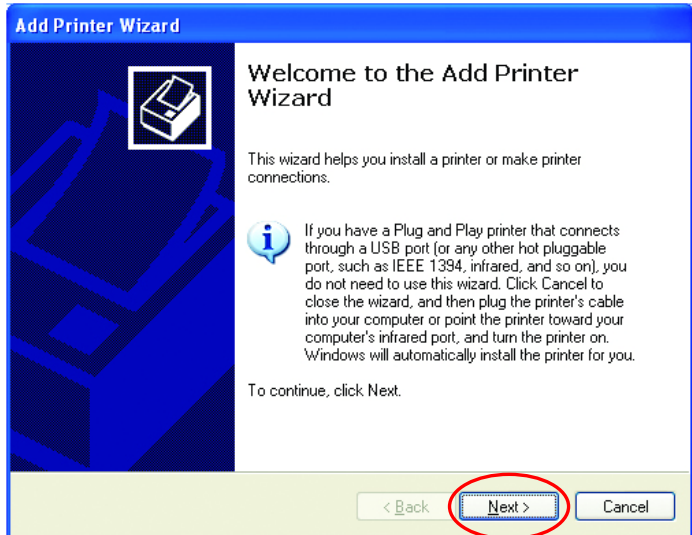 Add Printer Wizard
Welcome to the Add Printer
Wizard
This wizard helps you install a printer or make printer
connections.
If you have a Plug and Play printer that connects
through a USB port (or any other hot pluggable
port, such as IEEE 1394, infrared, and so on), you
do not need to use this wizard. Click Cancel to
close the wizard, and then plug the printer's cable
into your computer or point the printer toward your
computer's infrared port, and turn the printer on.
Windows will automatically install the printer for you.
To continue, click Next.
< Back Next > Cancel